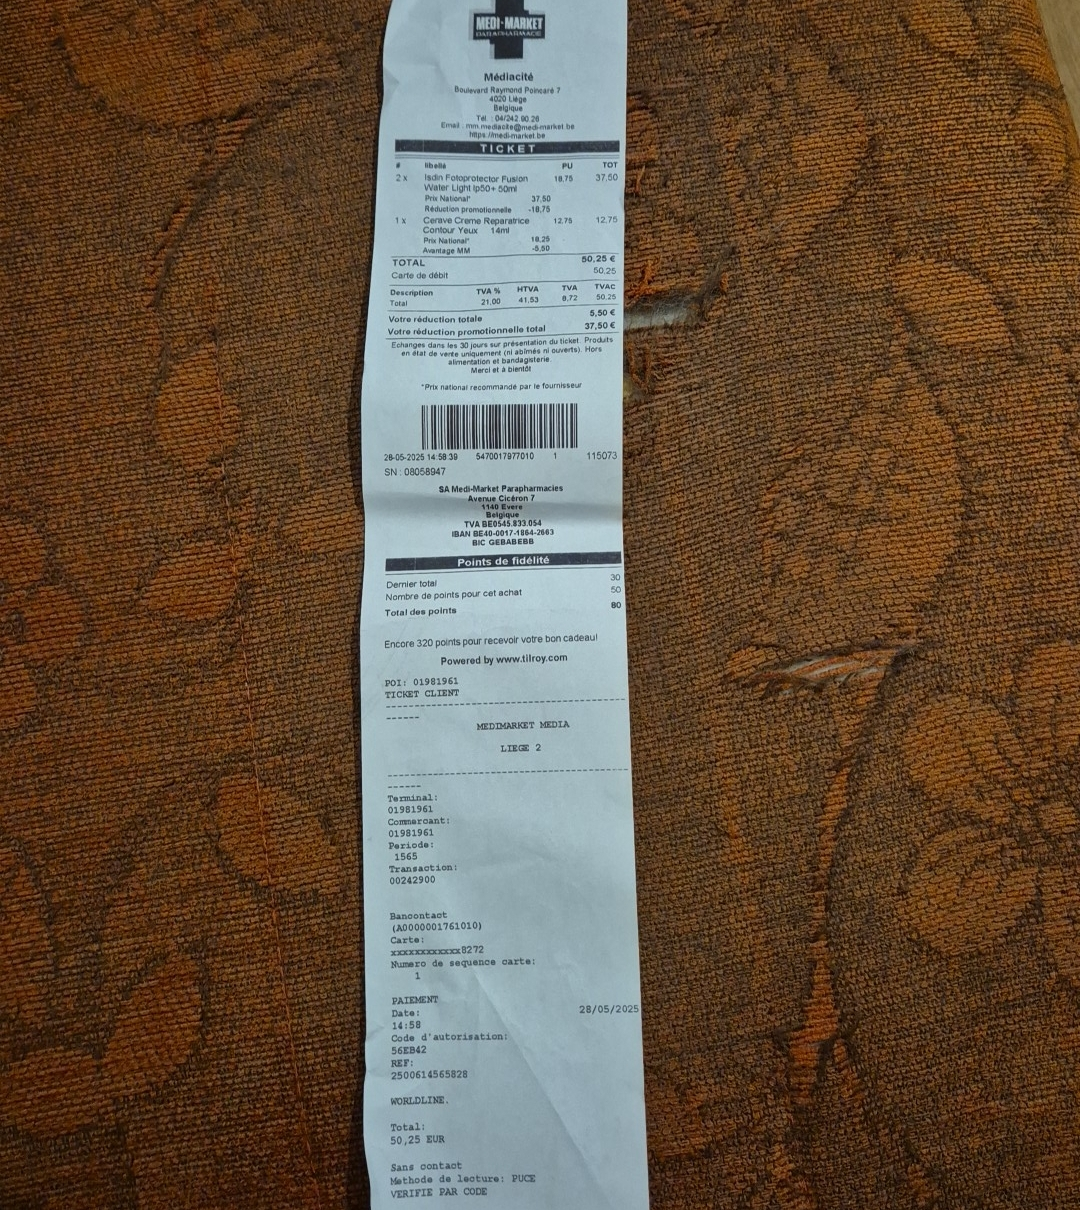 MEDI-MARKET
PARAPHARMACIE
Médiacité
Boulevard Raymond Poincaré 7
4020 Liège
Belgique
Tél. : 04/242 00 26
Email : mm.mediacite@medi-market.be
https://medi-market.be
TICKET
# libellé PU TOT
2 x Isdin Fotoprotector Fusion 18,75 37,50
Water Light Ip50+ 50ml
Prix National* 37,50
Réduction promotionnelle -18,75
1 x Cerave Creme Reparatrice 12,75 12,75
Contour Yeux 14ml
Prix National* 18,25
Avantage MM -5,50
TOTAL 50,25 €
Carte de débit 50,25
Description TVA % HTVA TVA TVAC
Total 21,00 41,53 8,72 50,25
Votre réduction totale 5,50 €
Votre réduction promotionnelle total 37,50 €
Echanges dans les 30 jours sur présentation du ticket. Produits
en état de vente uniquement (ni abîmés ni ouverts). Hors
alimentation et bandagisterie.
Merci et à bientôt
*Prix national recommandé par le fournisseur
28-05-2025 14:58:39 5470017977010 1 115073
SN : 08058947
SA Medi-Market Parapharmacies
Avenue Cicéron 7
1140 Evere
Belgique
TVA BE0545.833.054
IBAN BE40-0017-1864-2663
BIC GEBABEBB
Points de fidélité
Dernier total 30
Nombre de points pour cet achat 50
Total des points 80
Encore 320 points pour recevoir votre bon cadeau!
Powered by www.tilroy.com
POI: 01981961
TICKET CLIENT
--------------------------------
------
MEDIMARKET MEDIA
LIEGE 2
--------------------------------
------
Terminal:
01981961
Commercant:
01981961
Periode:
1565
Transaction:
00242900
Bancontact
(A0000001761010)
Carte:
xxxxxxxxxxxx8272
Numero de sequence carte:
1
PAIEMENT
Date: 28/05/2025
14:58
Code d'autorisation:
56EB42
REF:
2500614565828
WORLDLINE.
Total:
50,25 EUR
Sans contact
Methode de lecture: PUCE
VERIFIE PAR CODE